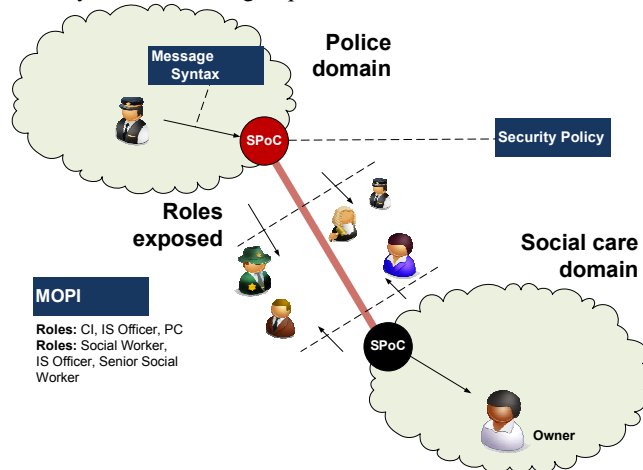 Message
Syntax
Police
domain
SPoC
Security Policy
Roles
exposed
Social care
domain
MOPI
Roles: CI, IS Officer, PC
Roles: Social Worker,
IS Officer, Senior Social
Worker
SPoC
Owner